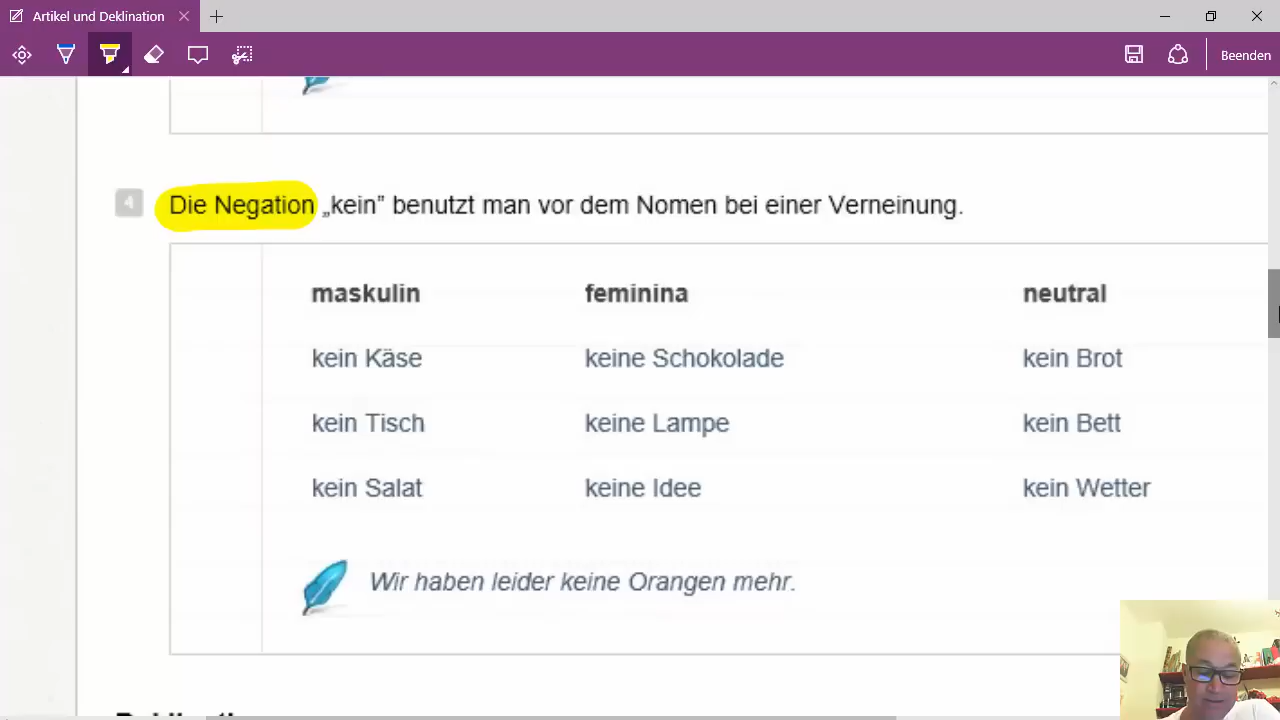 Artikel und Deklination
Beenden
4
Die Negation „kein” benutzt man vor dem Nomen bei einer Verneinung.
maskulin feminina neutral
kein Käse keine Schokolade kein Brot
kein Tisch keine Lampe kein Bett
kein Salat keine Idee kein Wetter
Wir haben leider keine Orangen mehr.